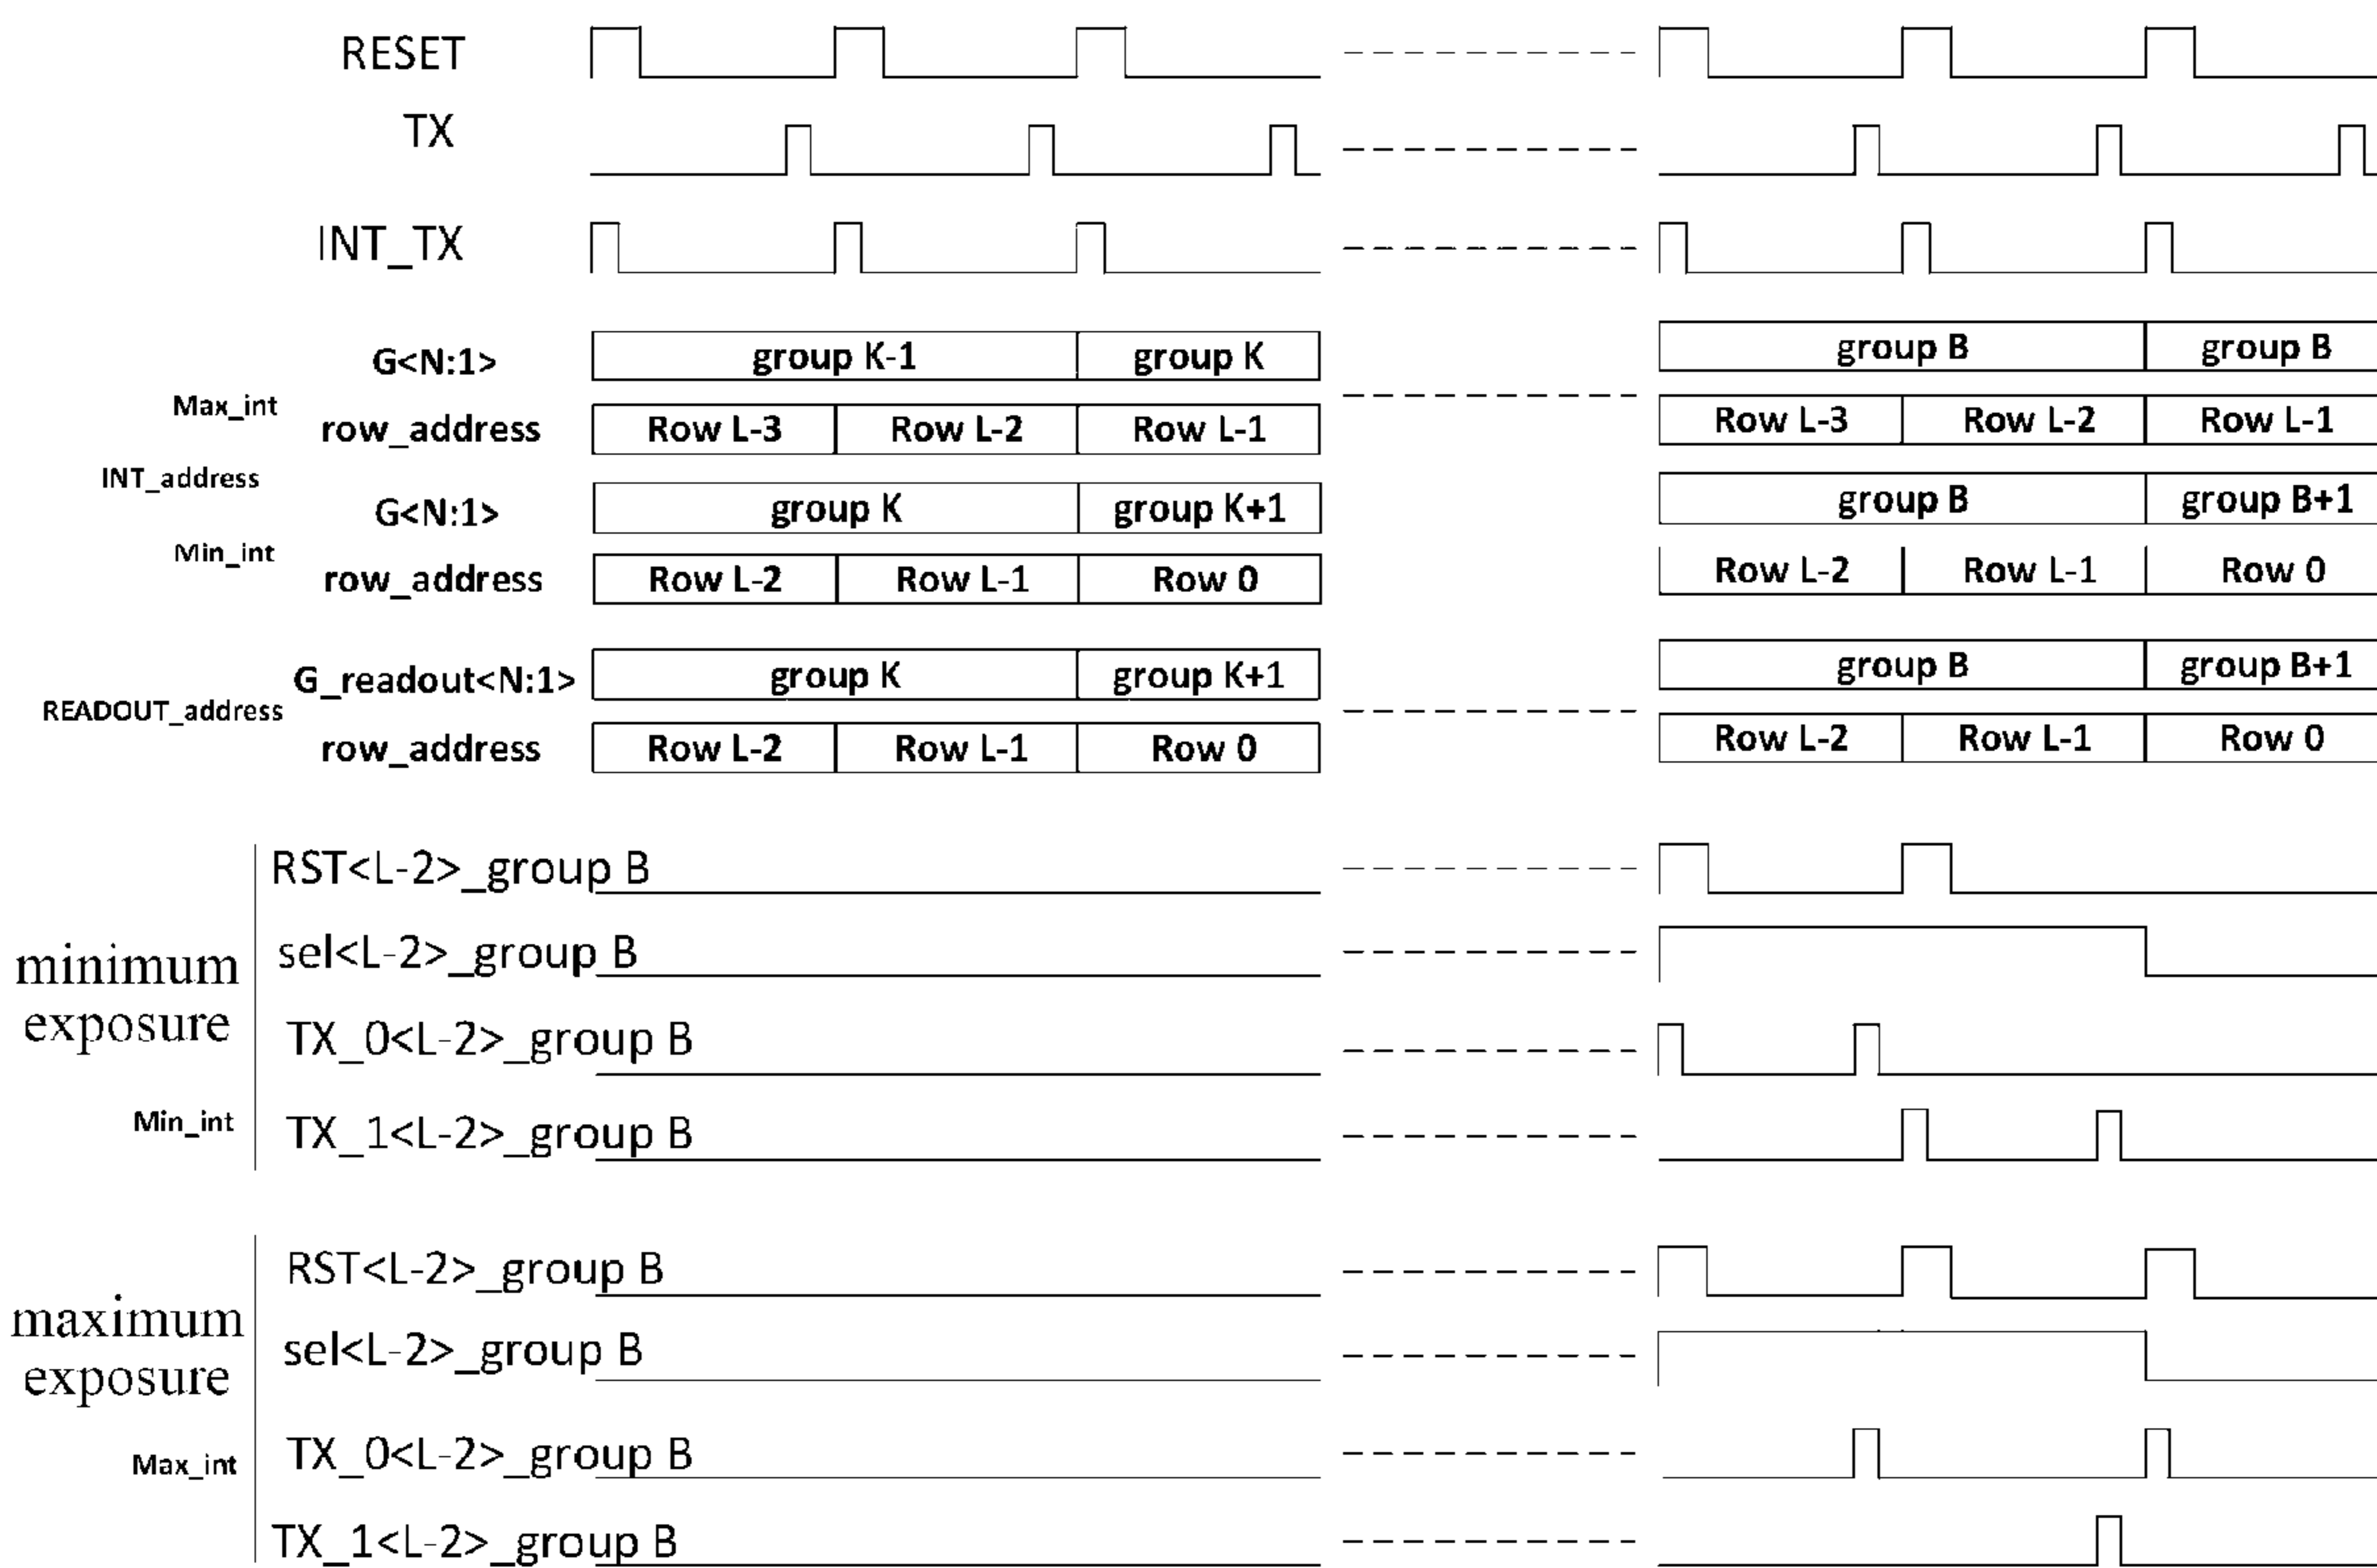 RESET
TX
INT_TX
G<N:1> group K-1 group K group B group B
Max_int
row_address Row L-3 Row L-2 Row L-1 Row L-3 Row L-2 Row L-1
INT_address
G<N:1> group K group K+1 group B group B+1
Min_int
row_address Row L-2 Row L-1 Row 0 Row L-2 Row L-1 Row 0
G_readout<N:1> group K group K+1 group B group B+1
READOUT_address
row_address Row L-2 Row L-1 Row 0 Row L-2 Row L-1 Row 0
RST<L-2>_group B
sel<L-2>_group B
minimum
exposure
TX_0<L-2>_group B
Min_int
TX_1<L-2>_group B
RST<L-2>_group B
maximum
sel<L-2>_group B
exposure
TX_0<L-2>_group B
Max_int
TX_1<L-2>_group B